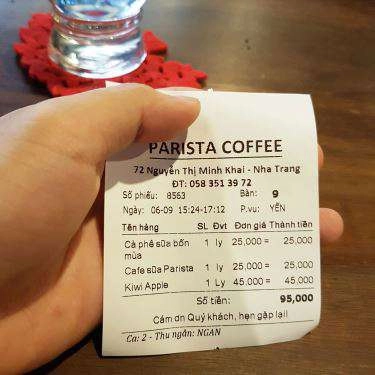 PARISTA COFFEE
72 Nguyễn Thị Minh Khai - Nha Trang
ĐT: 058 351 39 72
Số phiếu: 8563 Bàn: 9
Ngày: 06-09 15:24-17:12 P.vụ: YẾN
Tên hàng SL Đvt Đơn giá Thành tiền
Cà phê sữa bốn 1 ly 25,000 = 25,000
mùa
Cafe sữa Parista 1 ly 25,000 = 25,000
Kiwi Apple 1 Ly 45,000 = 45,000
Số tiền: 95,000
Cám ơn Quý khách, hẹn gặp lại!
Ca: 2 - Thu ngân: NGAN